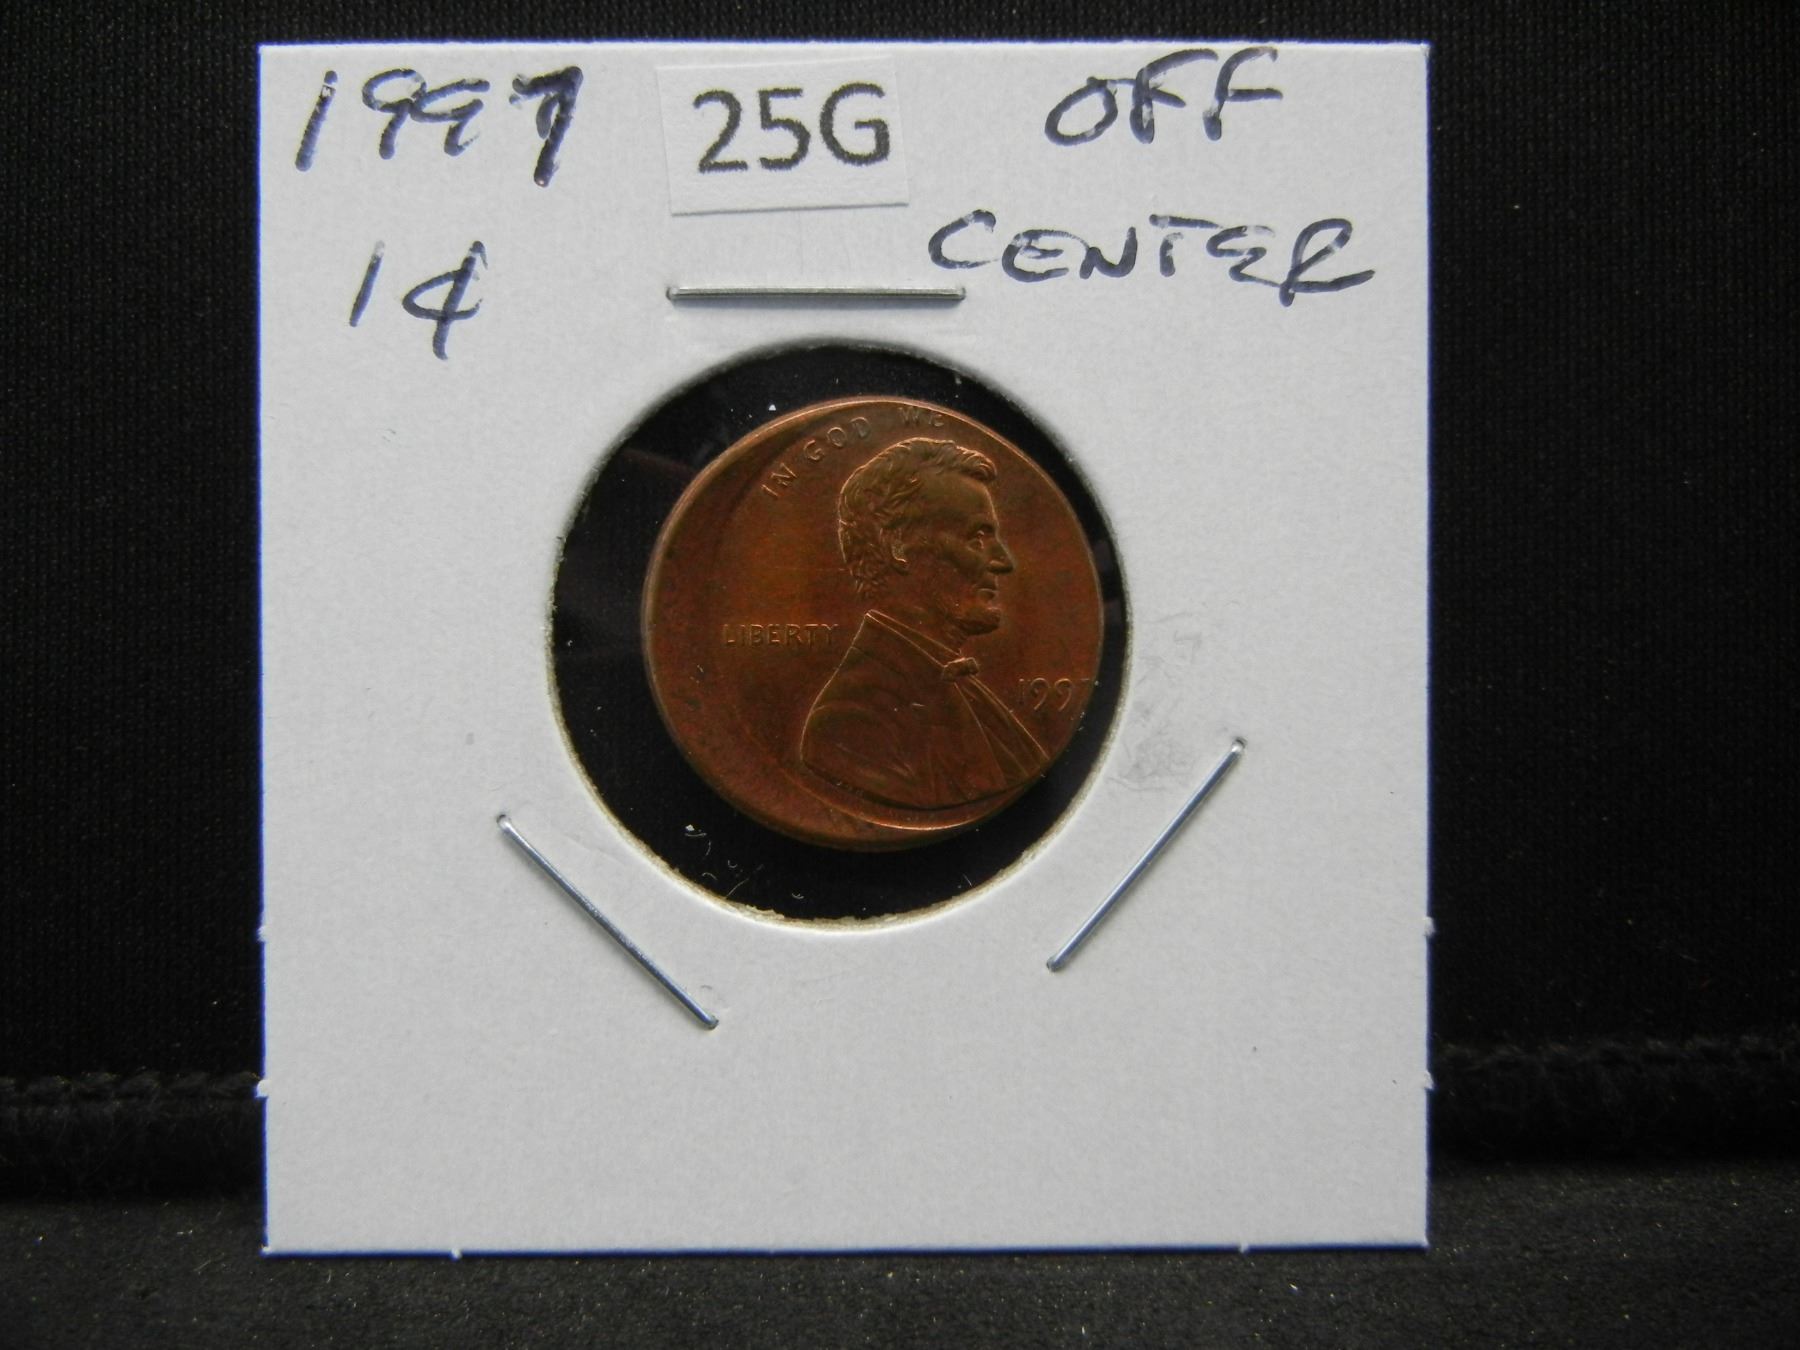 1997 25G OFF
1¢ CENTER
IN GOD WE
LIBERTY
1997